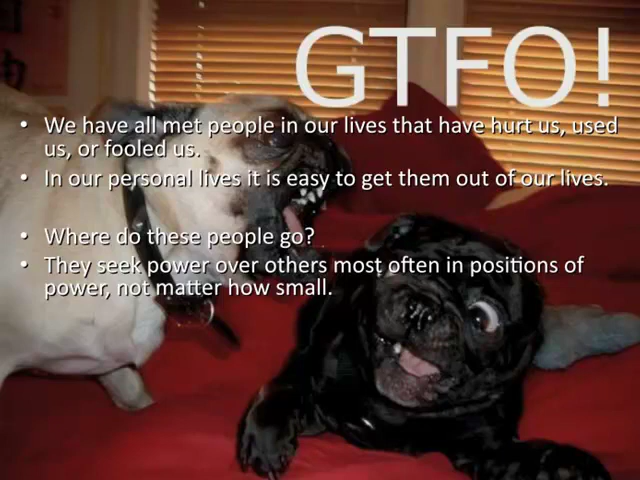 GTFO!
• We have all met people in our lives that have hurt us, used
us, or fooled us.
• In our personal lives it is easy to get them out of our lives.
• Where do these people go?
• They seek power over others most often in positions of
power, not matter how small.